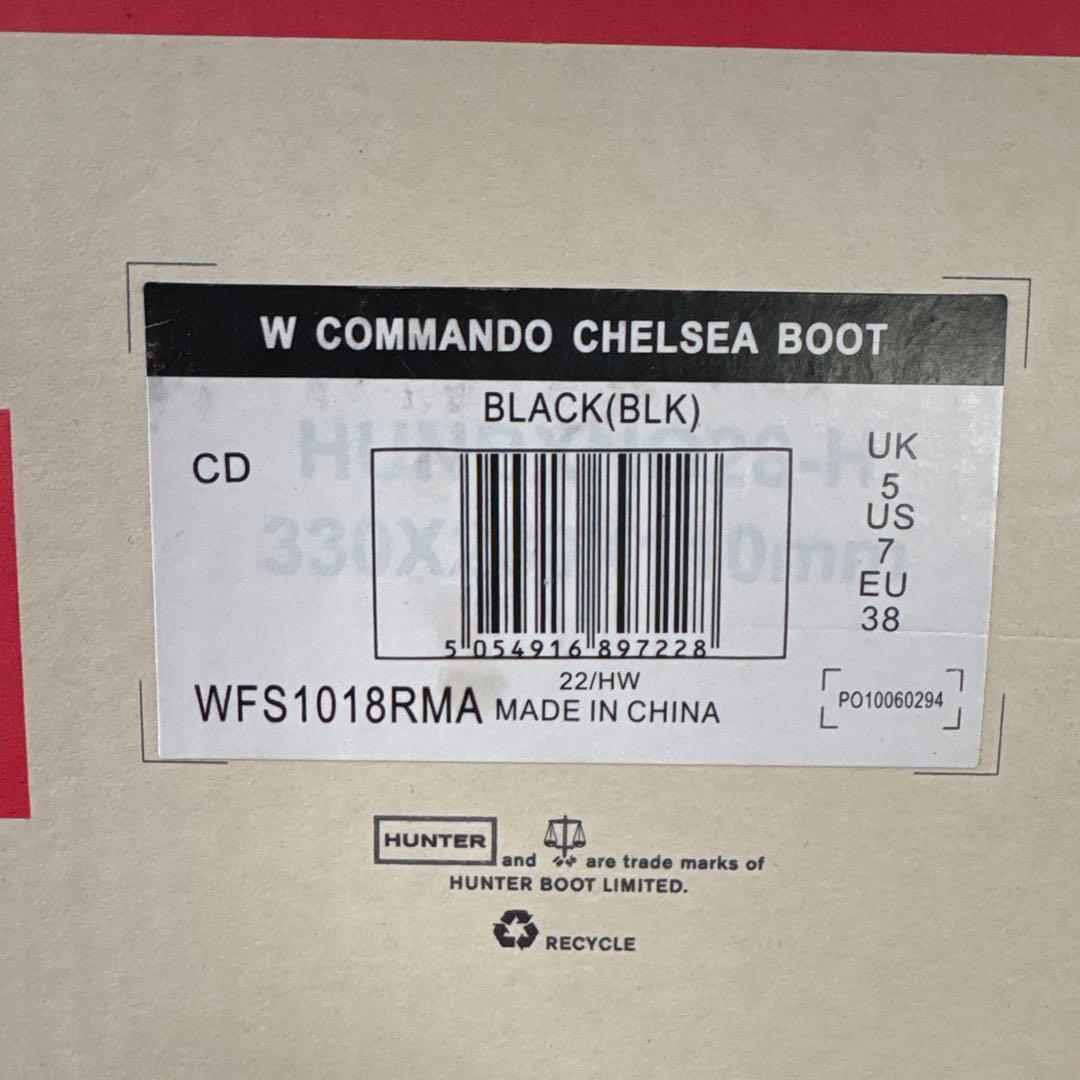 W COMMANDO CHELSEA BOOT
BLACK(BLK)
CD
UK
5
US
7
EU
38
5 054916 897228
22/HW
WFS1018RMA MADE IN CHINA
PO10060294
HUNTER and are trade marks of
HUNTER BOOT LIMITED.
RECYCLE